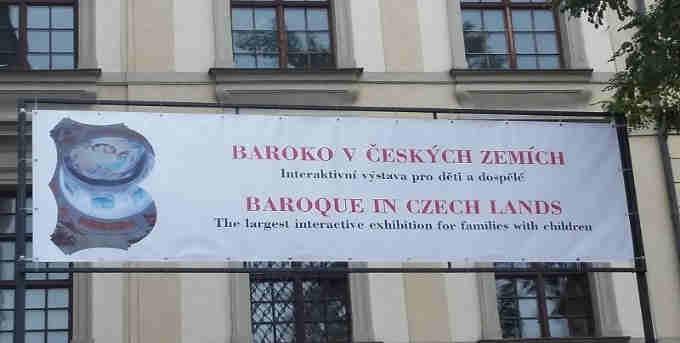 BAROKO V ČESKÝCH ZEMÍCH
Interaktivní výstava pro děti a dospělé
BAROQUE IN CZECH LANDS
The largest interactive exhibition for families with children